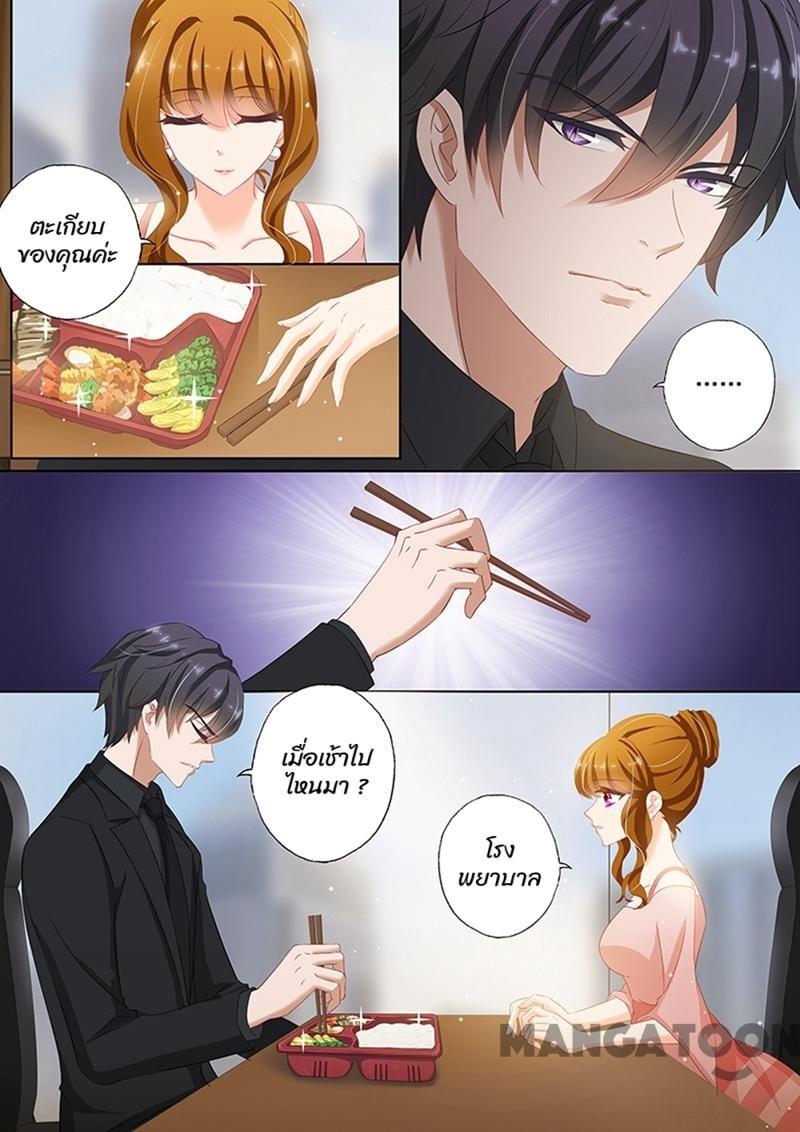 ตะเกียบ
ของคุณค่ะ
......
เมื่อเช้าไป
ไหนมา ?
โรง
พยาบาล
MANGATOON